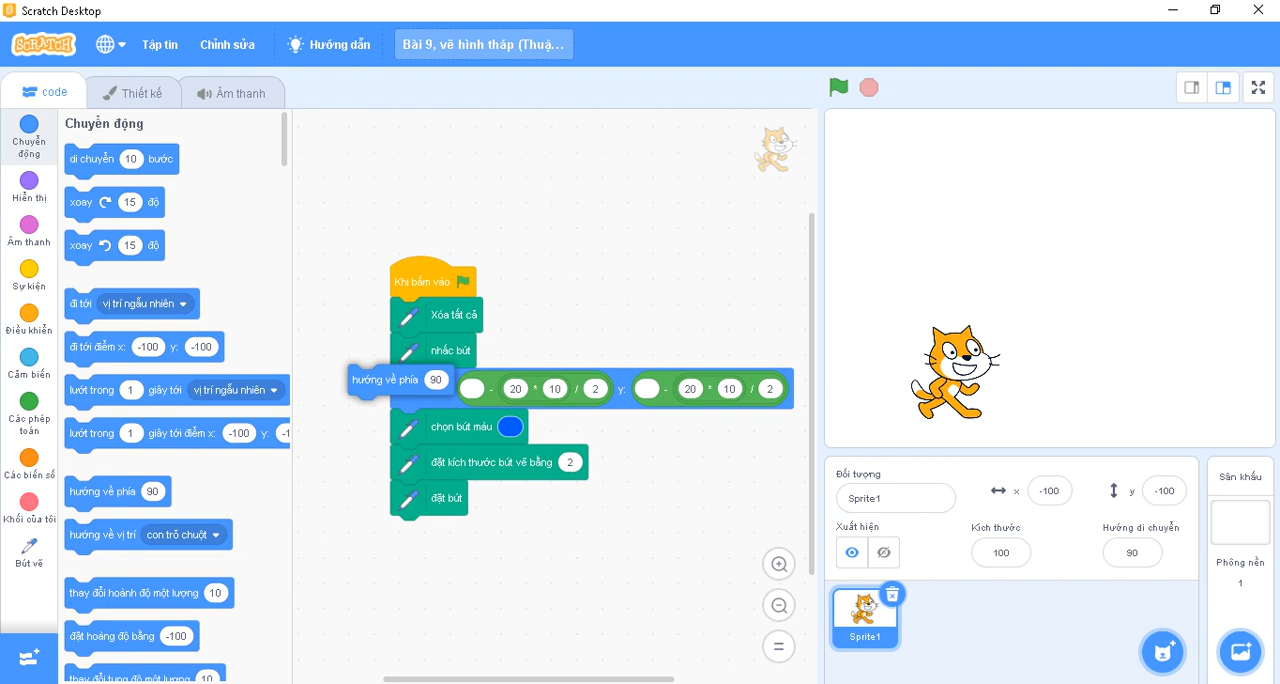 Scratch Desktop
SCRATCH Tập tin Chỉnh sửa Hướng dẫn Bài 9, vẽ hình tháp (Thuậ...
code Thiết kế Âm thanh
Chuyển động
Hiển thị
Âm thanh
Sự kiện
Điều khiển
Cảm biến
Các phép toán
Các biến số
Khối của tôi
Bút vẽ
Chuyển động
di chuyển 10 bước
xoay 15 độ
xoay 15 độ
đi tới vị trí ngẫu nhiên
đi tới điểm x: -100 y: -100
lướt trong 1 giây tới vị trí ngẫu nhiên
lướt trong 1 giây tới điểm x: -100 y: -1
hướng về phía 90
hướng về vị trí con trỏ chuột
thay đổi hoành độ một lượng 10
đặt hoảng độ bằng -100
thay đổi tung độ một lượng 10
Khi bấm vào
Xóa tất cả
nhấc bút
hướng về phía 90
- 20 * 10 / 2 y: - 20 * 10 / 2
chọn bút màu
đặt kích thước bút vẽ bằng 2
đặt bút
Đối tượng
Sprite1
x -100 y -100
Xuất hiện
Kích thước
100
Hướng di chuyển
90
Sprite1
Sân khấu
Phông nền
1